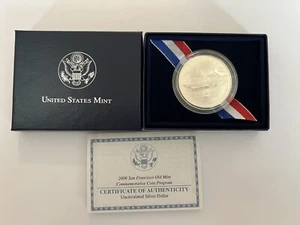 UNITED STATES MINT
2006 San Francisco Old Mint
Commemorative Coin Program
CERTIFICATE OF AUTHENTICITY
Uncirculated Silver Dollar